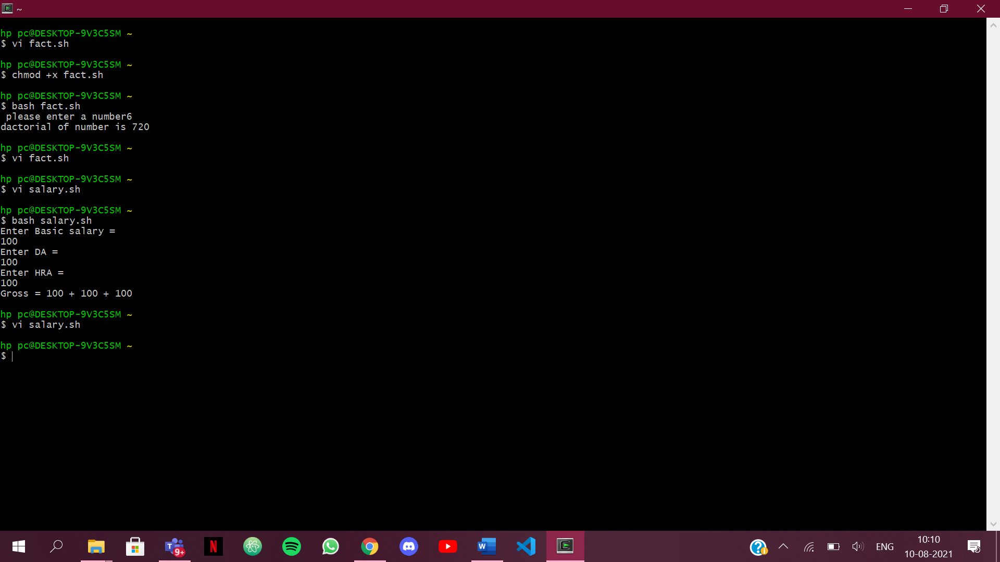 ~
hp pc@DESKTOP-9V3C5SM ~
$ vi fact.sh
hp pc@DESKTOP-9V3C5SM ~
$ chmod +x fact.sh
hp pc@DESKTOP-9V3C5SM ~
$ bash fact.sh
please enter a number6
dactorial of number is 720
hp pc@DESKTOP-9V3C5SM ~
$ vi fact.sh
hp pc@DESKTOP-9V3C5SM ~
$ vi salary.sh
hp pc@DESKTOP-9V3C5SM ~
$ bash salary.sh
Enter Basic salary =
100
Enter DA =
100
Enter HRA =
100
Gross = 100 + 100 + 100
hp pc@DESKTOP-9V3C5SM ~
$ vi salary.sh
hp pc@DESKTOP-9V3C5SM ~
$
T 9+ N W ENG 10:10
10-08-2021